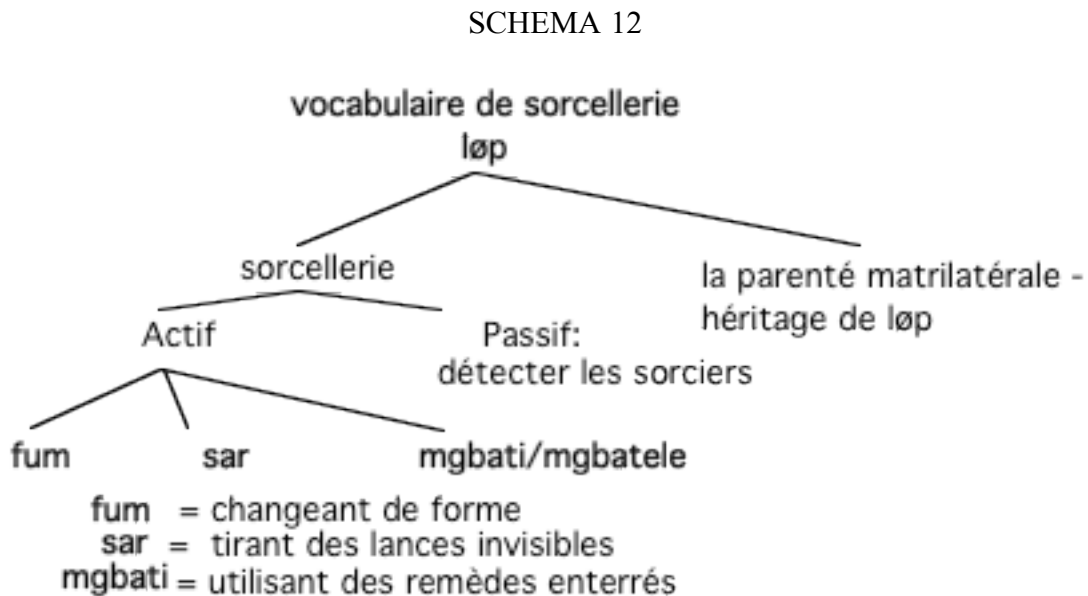 SCHEMA 12
vocabulaire de sorcellerie
løp
sorcellerie
la parenté matrilatérale -
héritage de løp
Actif
Passif:
détecter les sorciers
fum
sar
mgbati/mgbatele
fum = changeant de forme
sar = tirant des lances invisibles
mgbati = utilisant des remèdes enterrés